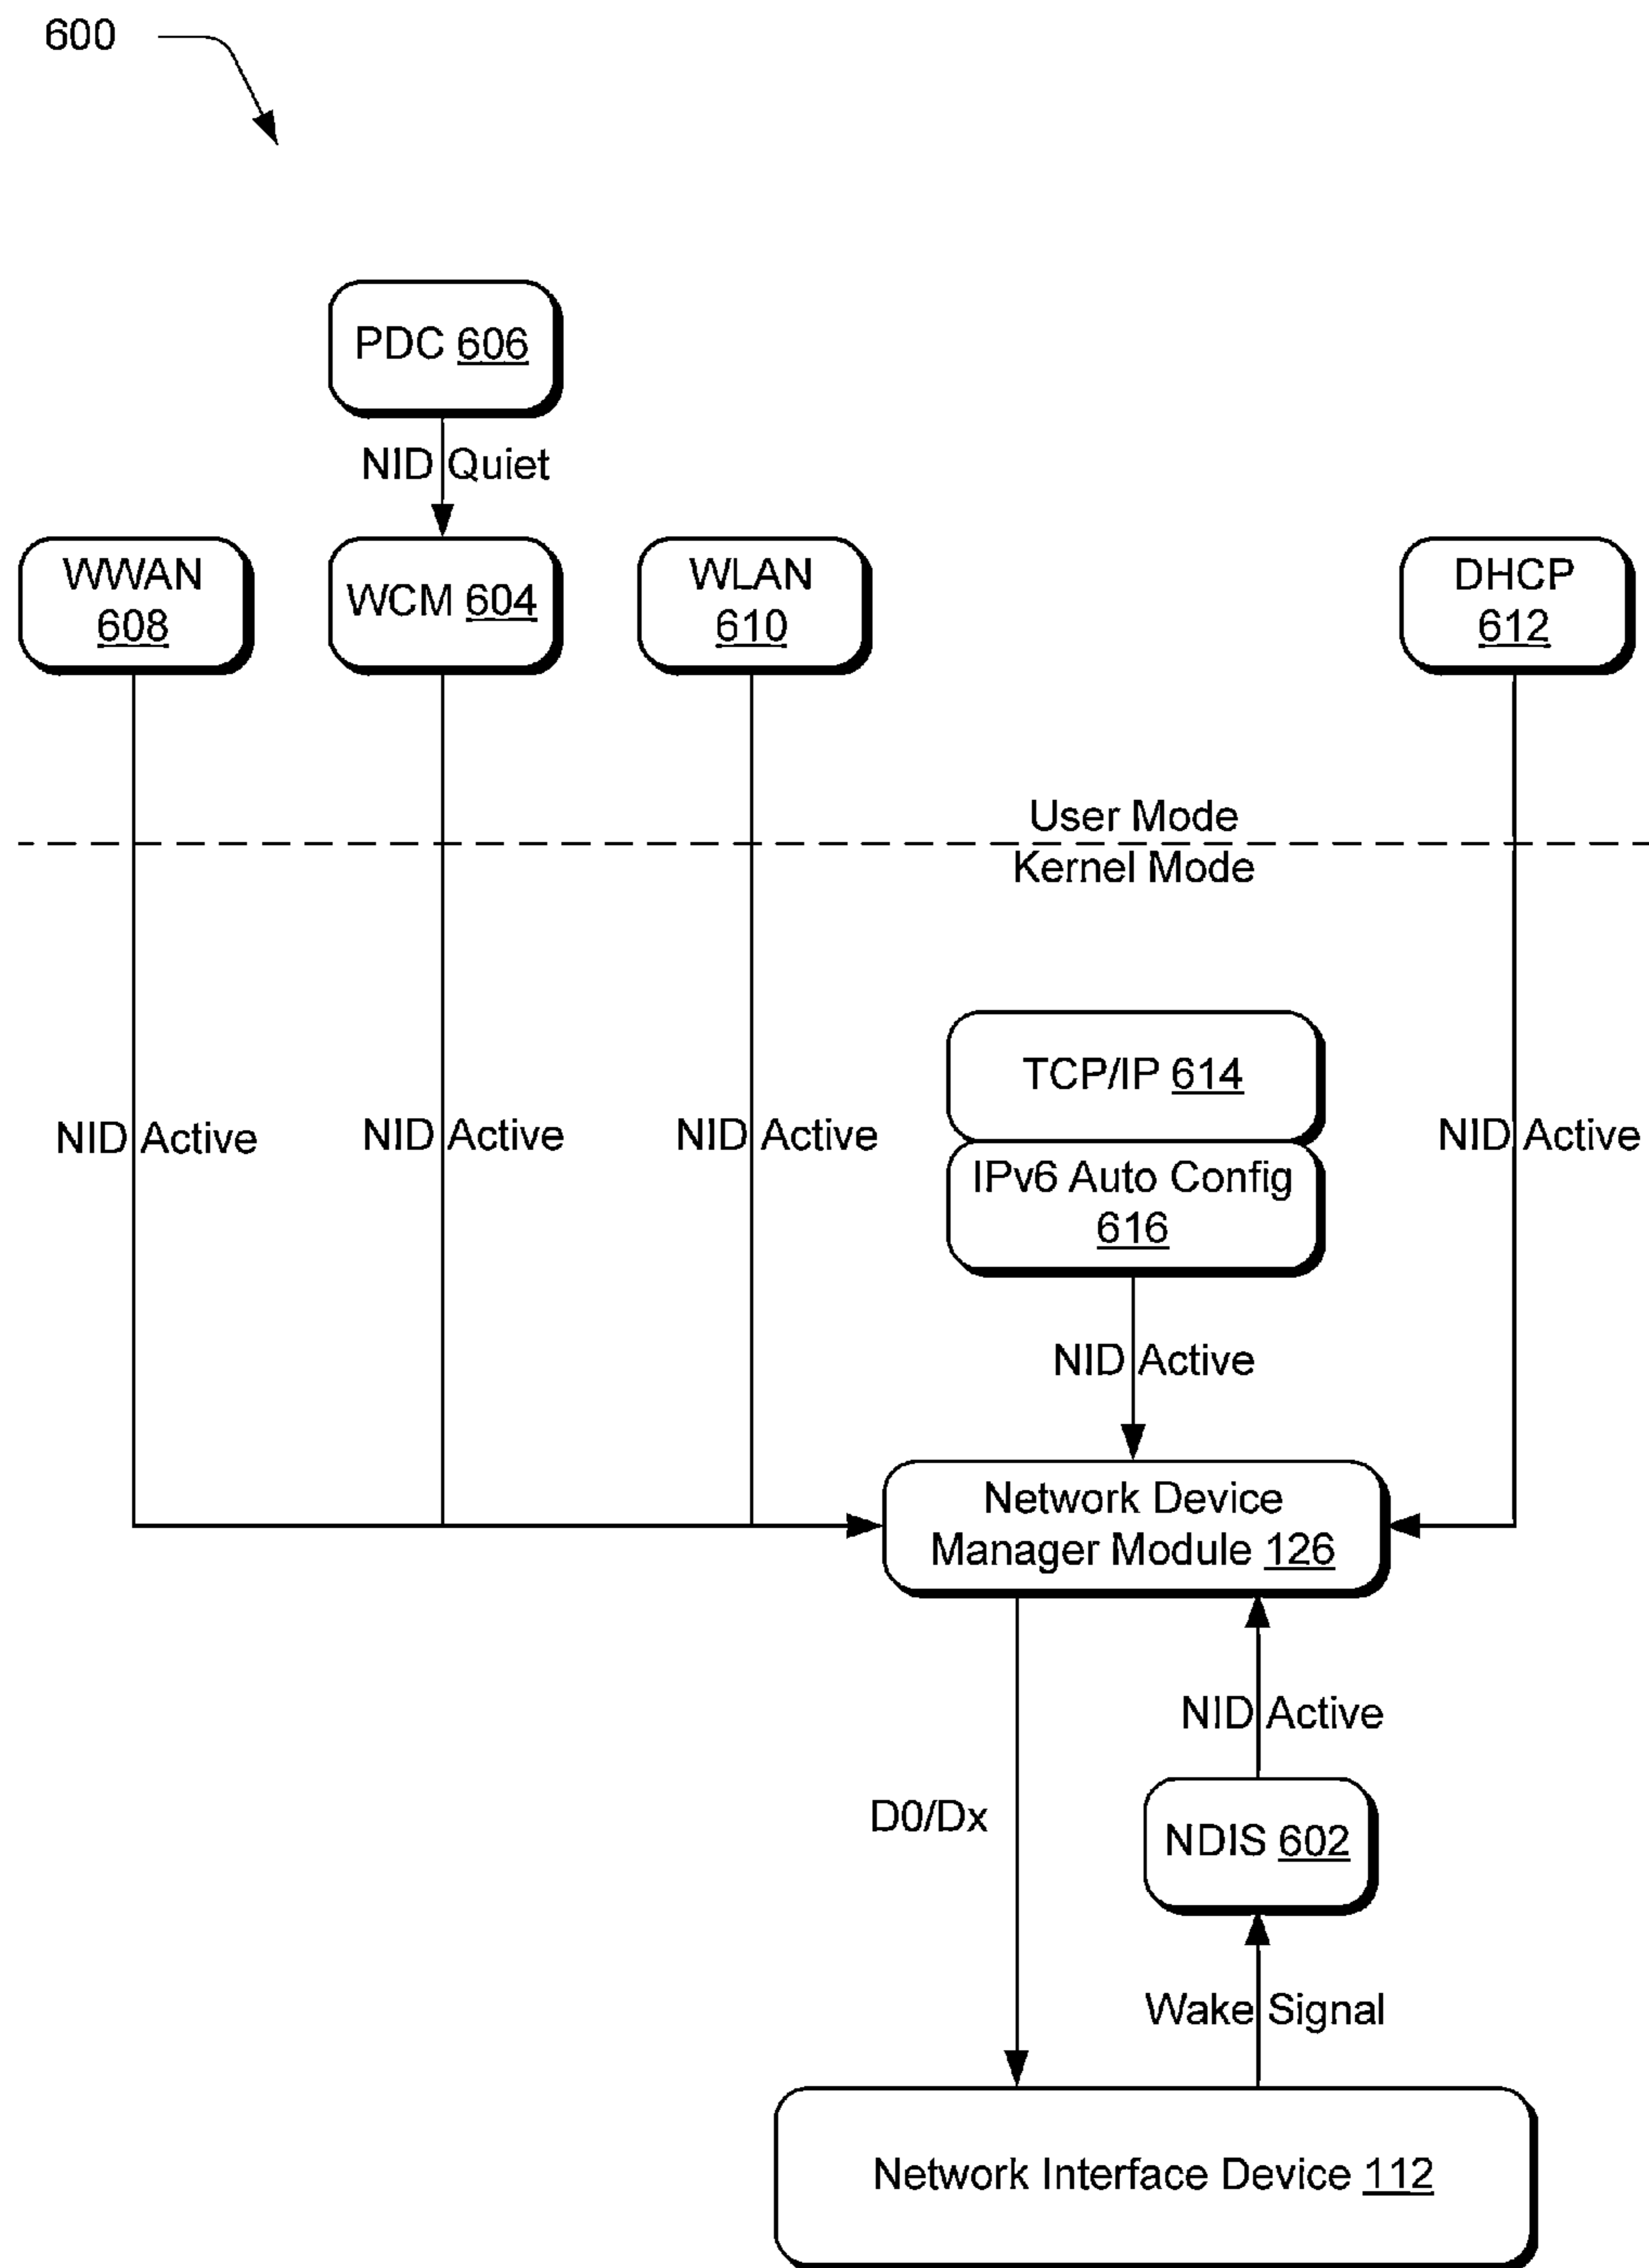 600
PDC 606
NID Quiet
WWAN
608
WCM 604
WLAN
610
DHCP
612
User Mode
Kernel Mode
TCP/IP 614
NID Active
NID Active
NID Active
NID Active
IPv6 Auto Config
616
NID Active
Network Device
Manager Module 126
NID Active
D0/Dx
NDIS 602
Wake Signal
Network Interface Device 112